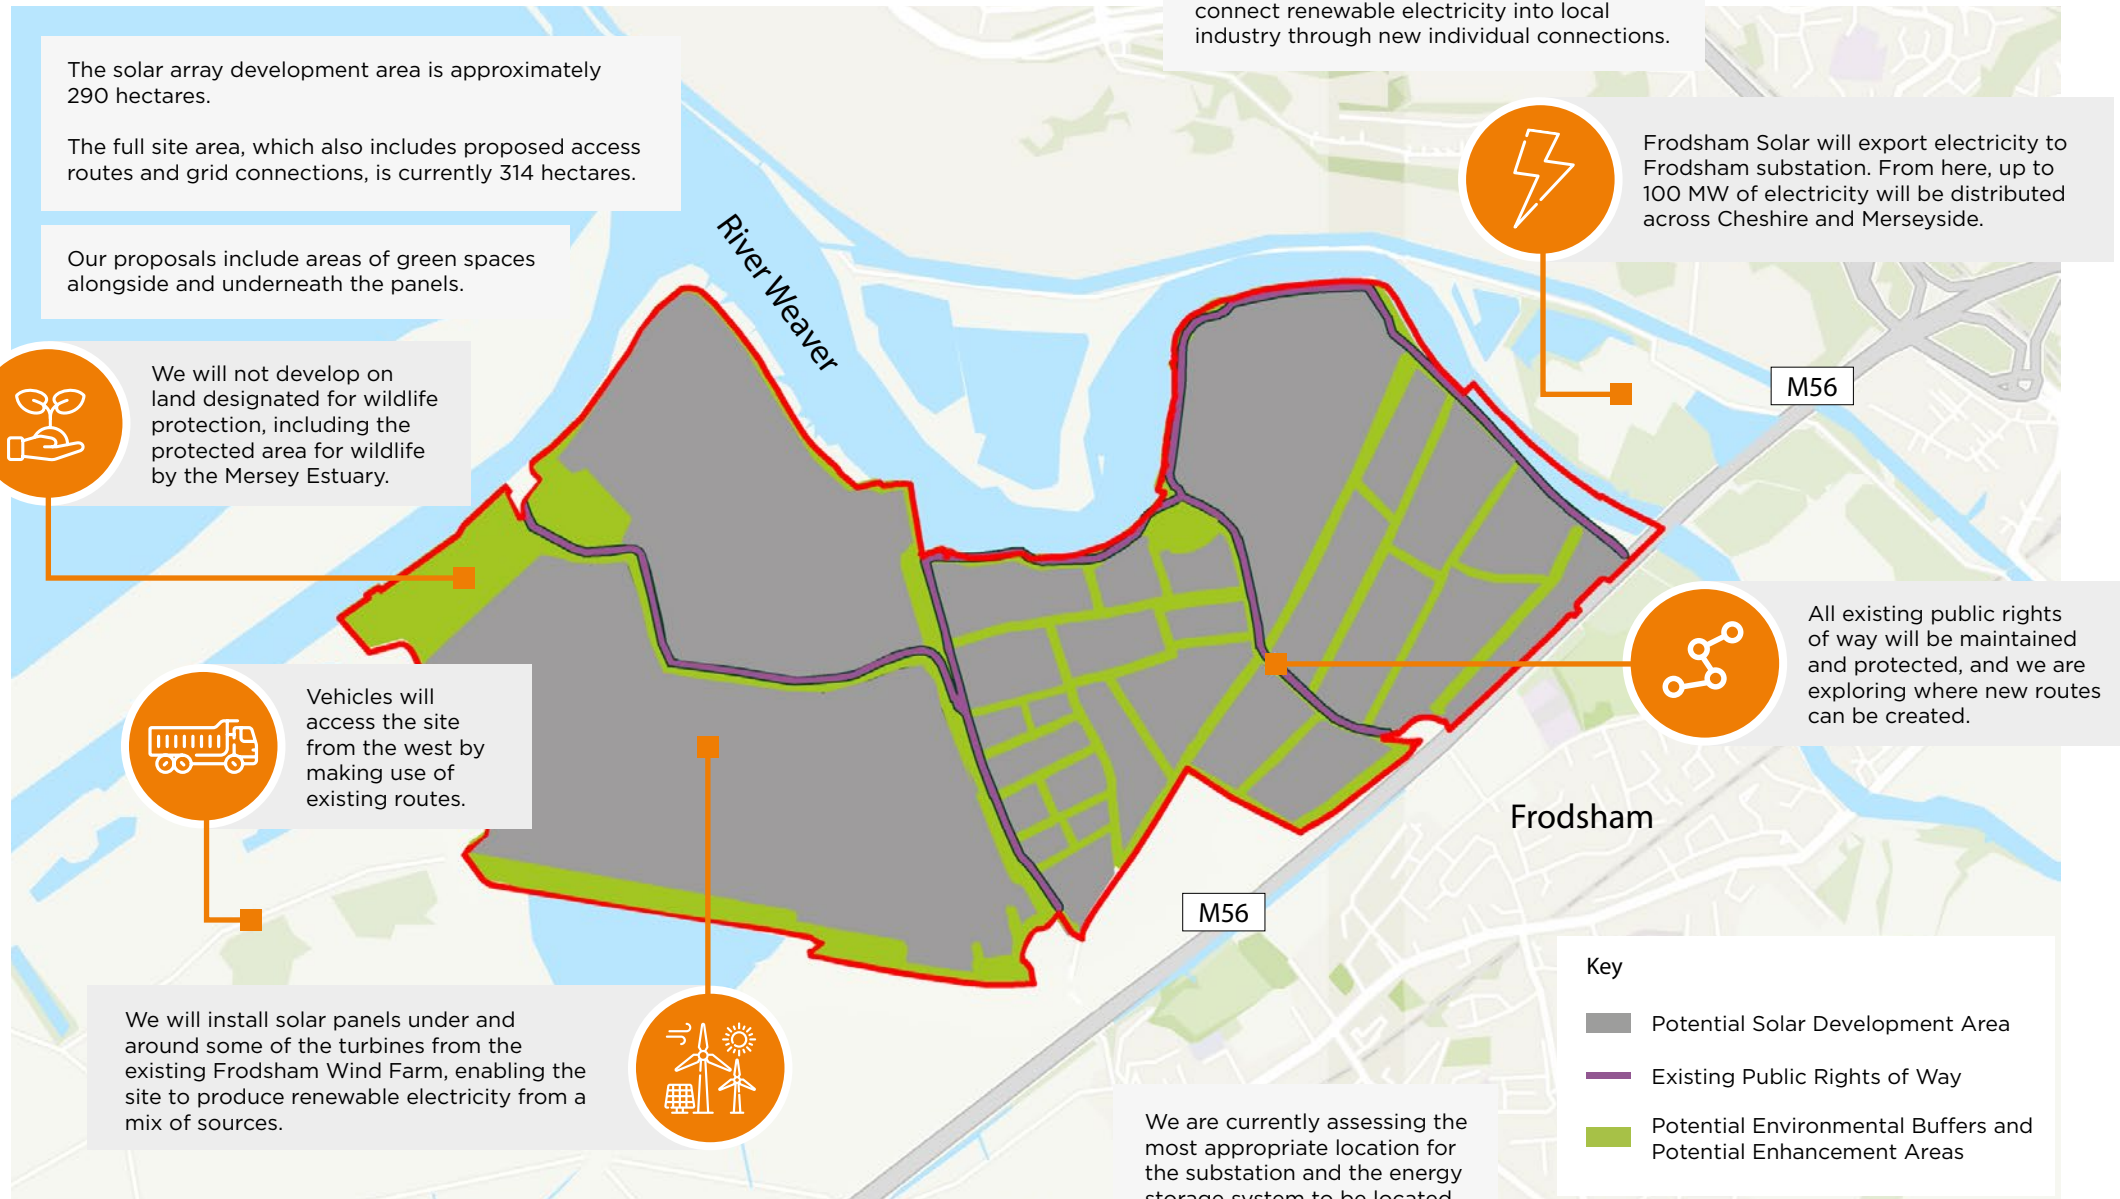 connect renewable electricity into local
industry through new individual connections.
The solar array development area is approximately
290 hectares.
The full site area, which also includes proposed access
routes and grid connections, is currently 314 hectares.
Our proposals include areas of green spaces
alongside and underneath the panels.
Frodsham Solar will export electricity to
Frodsham substation. From here, up to
100 MW of electricity will be distributed
across Cheshire and Merseyside.
River Weaver
We will not develop on
land designated for wildlife
protection, including the
protected area for wildlife
by the Mersey Estuary.
M56
All existing public rights
of way will be maintained
and protected, and we are
exploring where new routes
can be created.
Vehicles will
access the site
from the west by
making use of
existing routes.
Frodsham
M56
We will install solar panels under and
around some of the turbines from the
existing Frodsham Wind Farm, enabling the
site to produce renewable electricity from a
mix of sources.
Key
Potential Solar Development Area
Existing Public Rights of Way
Potential Environmental Buffers and
Potential Enhancement Areas
We are currently assessing the
most appropriate location for
the substation and the energy
storage system to be located